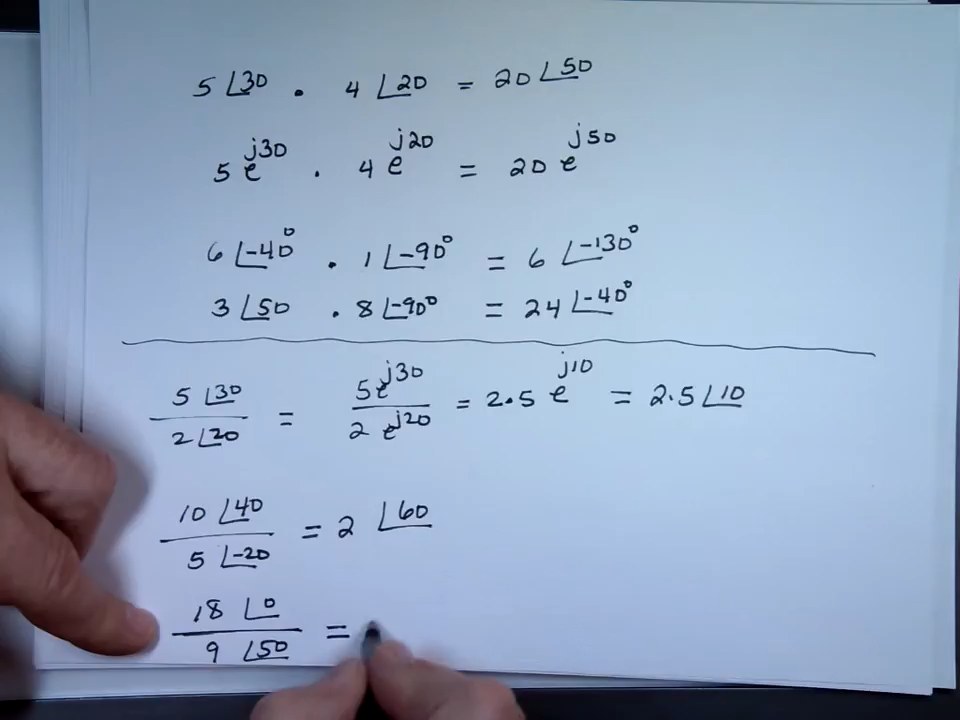 5 ∠30 · 4 ∠20 = 20 ∠50
5 e^j30 · 4 e^j20 = 20 e^j50
6 ∠-40° · 1 ∠-90° = 6 ∠-130°
3 ∠50 · 8 ∠-90° = 24 ∠-40°
5 ∠30 / 2 ∠20 = 5e^j30 / 2 e^j20 = 2.5 e^j10 = 2.5 ∠10
10 ∠40 / 5 ∠-20 = 2 ∠60
18 ∠0 / 9 ∠50 =